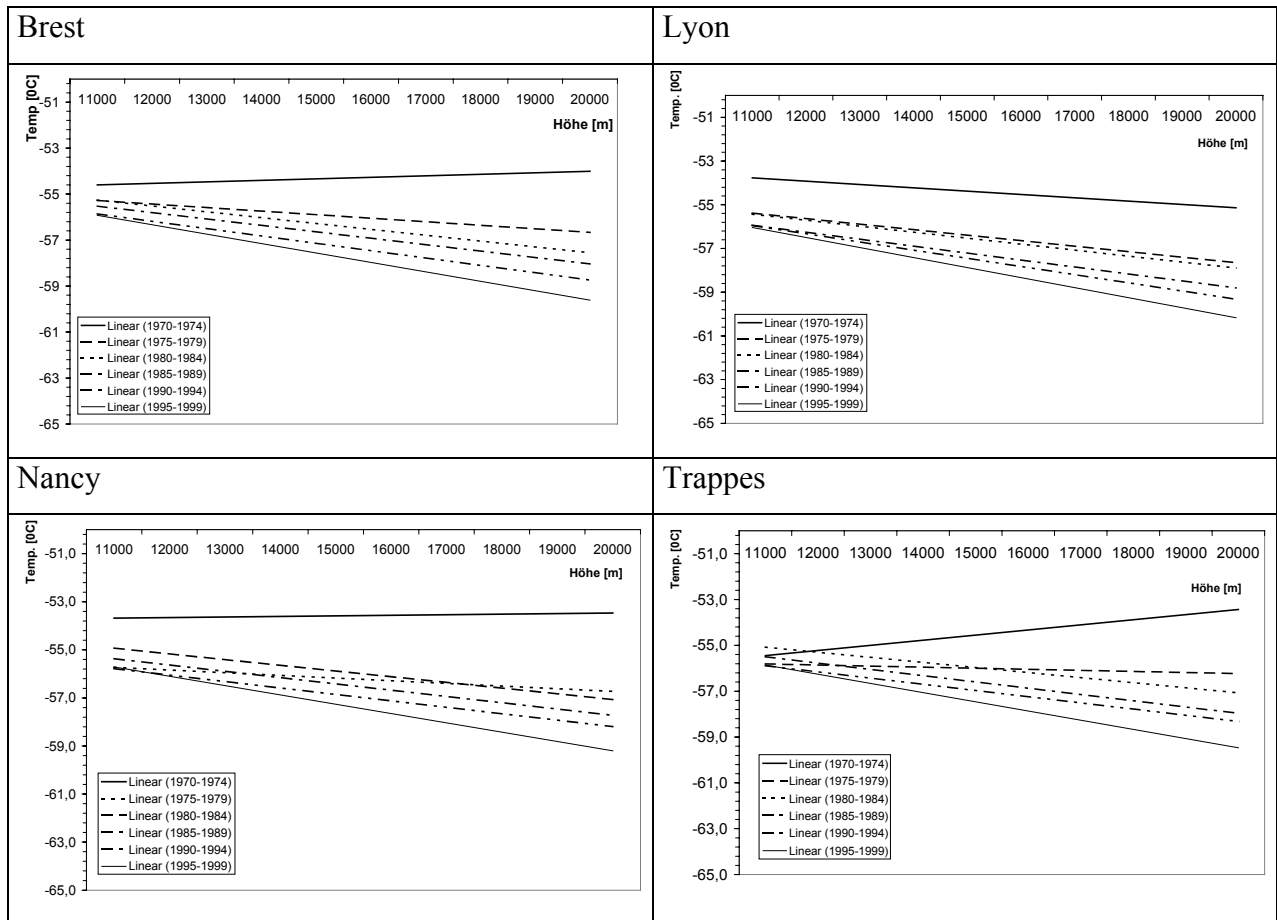 Brest
Temp [0C]
-51
-53
-55
-57
-59
-61
-63
-65
11000 12000 13000 14000 15000 16000 17000 18000 19000 20000
Höhe [m]
Linear (1970-1974)
Linear (1975-1979)
Linear (1980-1984)
Linear (1985-1989)
Linear (1990-1994)
Linear (1995-1999)
Lyon
Temp. [0C]
-51
-53
-55
-57
-59
-61
-63
-65
11000 12000 13000 14000 15000 16000 17000 18000 19000 20000
Höhe [m]
Linear (1970-1974)
Linear (1975-1979)
Linear (1980-1984)
Linear (1985-1989)
Linear (1990-1994)
Linear (1995-1999)
Nancy
Temp. [0C]
-51,0
-53,0
-55,0
-57,0
-59,0
-61,0
-63,0
-65,0
11000 12000 13000 14000 15000 16000 17000 18000 19000 20000
Höhe [m]
Linear (1970-1974)
Linear (1975-1979)
Linear (1980-1984)
Linear (1985-1989)
Linear (1990-1994)
Linear (1995-1999)
Trappes
Temp. [0C]
-51,0
-53,0
-55,0
-57,0
-59,0
-61,0
-63,0
-65,0
11000 12000 13000 14000 15000 16000 17000 18000 19000 20000
Höhe [m]
Linear (1970-1974)
Linear (1975-1979)
Linear (1980-1984)
Linear (1985-1989)
Linear (1990-1994)
Linear (1995-1999)